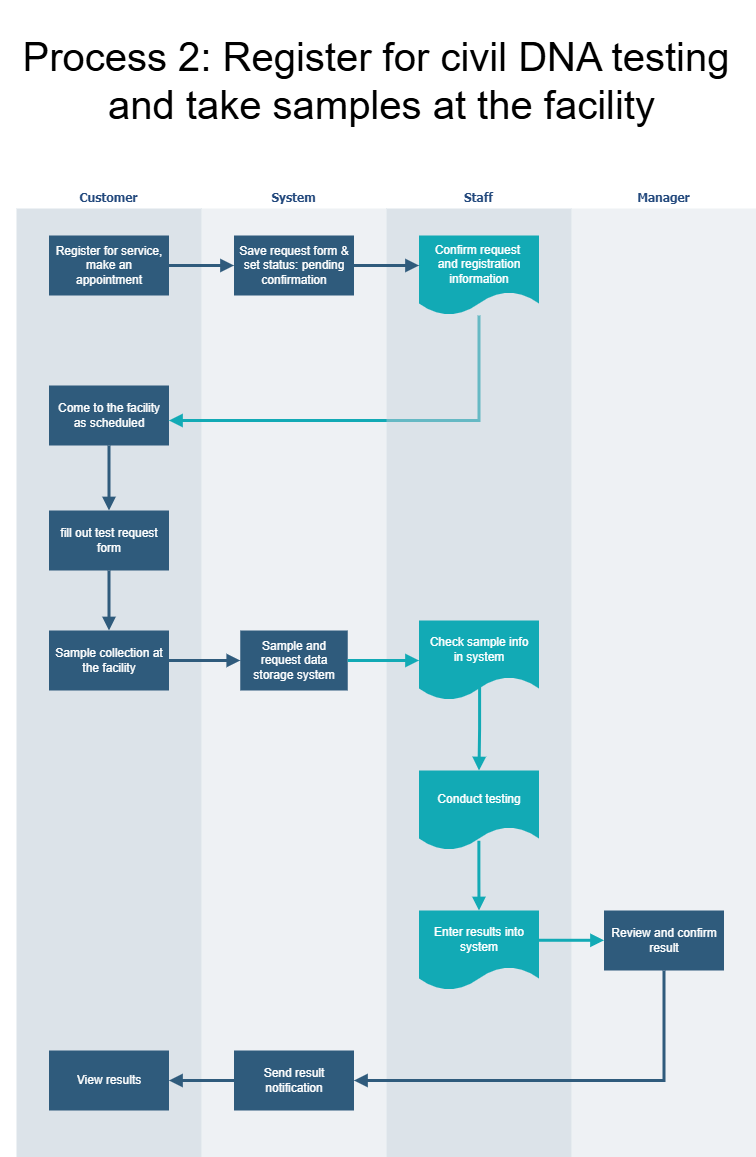 Process 2: Register for civil DNA testing
and take samples at the facility
Customer
System
Staff
Manager
Register for service,
make an
appointment
Save request form &
set status: pending
confirmation
Confirm request
and registration
information
Come to the facility
as scheduled
fill out test request
form
Sample collection at
the facility
Sample and
request data
storage system
Check sample info
in system
Conduct testing
Enter results into
system
Review and confirm
result
View results
Send result
notification